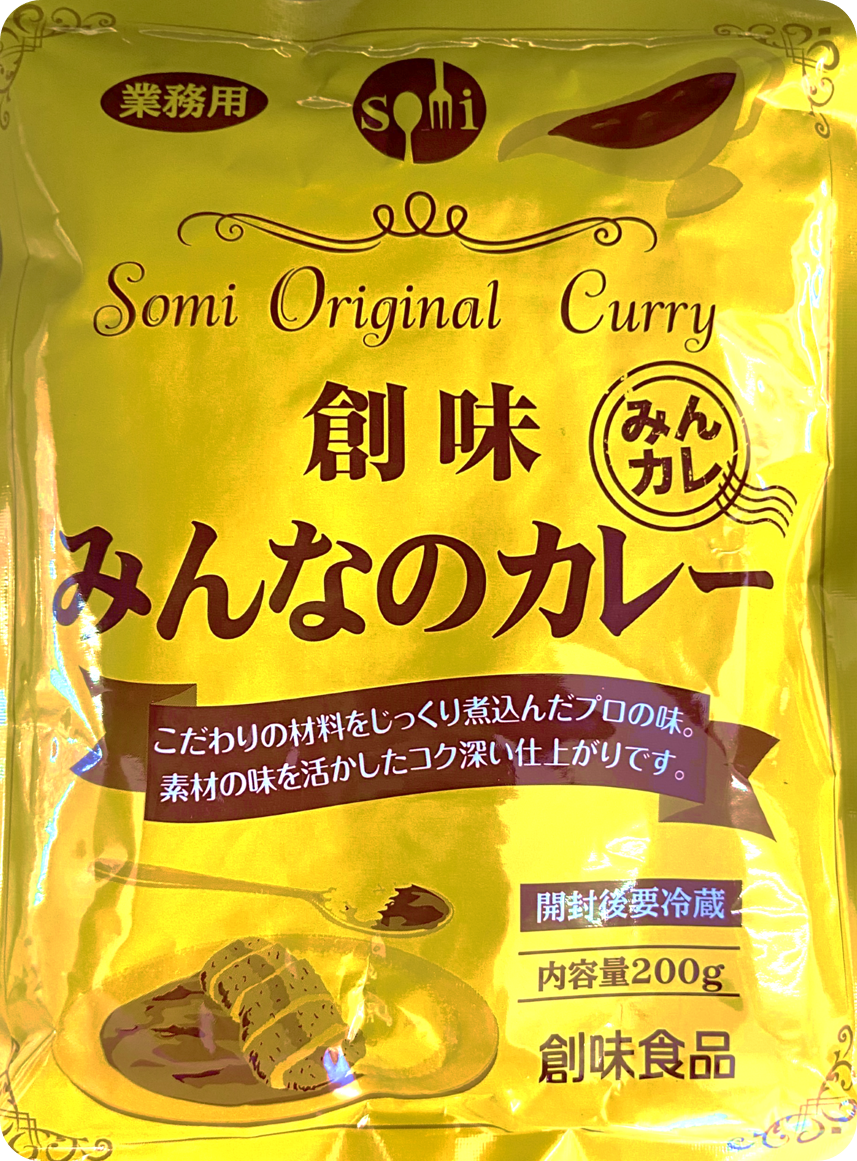 業務用
somi
Somi Original Curry
創味
みん
カレ
みんなのカレー
こだわりの材料をじっくり煮込んだプロの味。
素材の味を活かしたコク深い仕上がりです。
開封後要冷蔵
内容量200g
創味食品